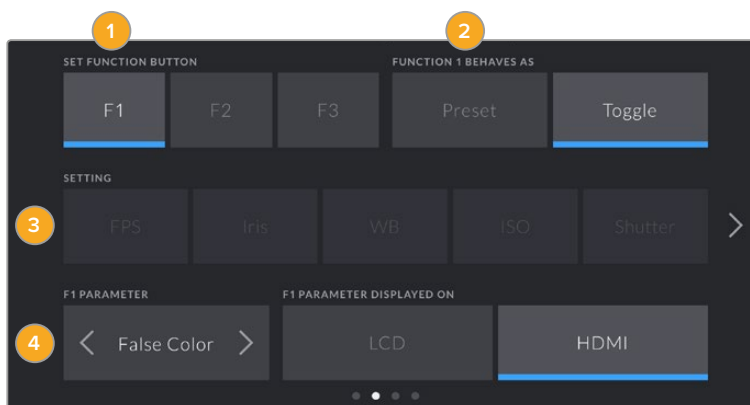 1
2
SET FUNCTION BUTTON
FUNCTION 1 BEHAVES AS
F1
F2
F3
Preset
Toggle
SETTING
3
FPS
Iris
WB
ISO
Shutter
F1 PARAMETER
F1 PARAMETER DISPLAYED ON
4
False Color
LCD
HDMI